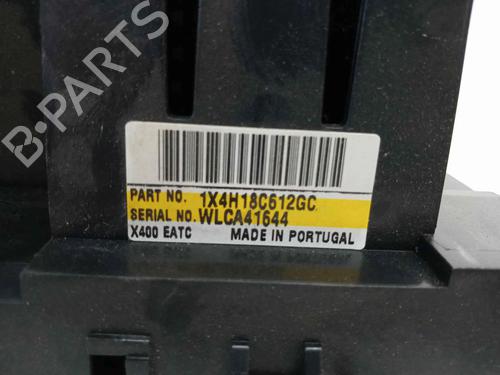 B-PARTS
PART NO. 1X4H18C612GC
SERIAL NO. WLCA41644
X400 EATC MADE IN PORTUGAL